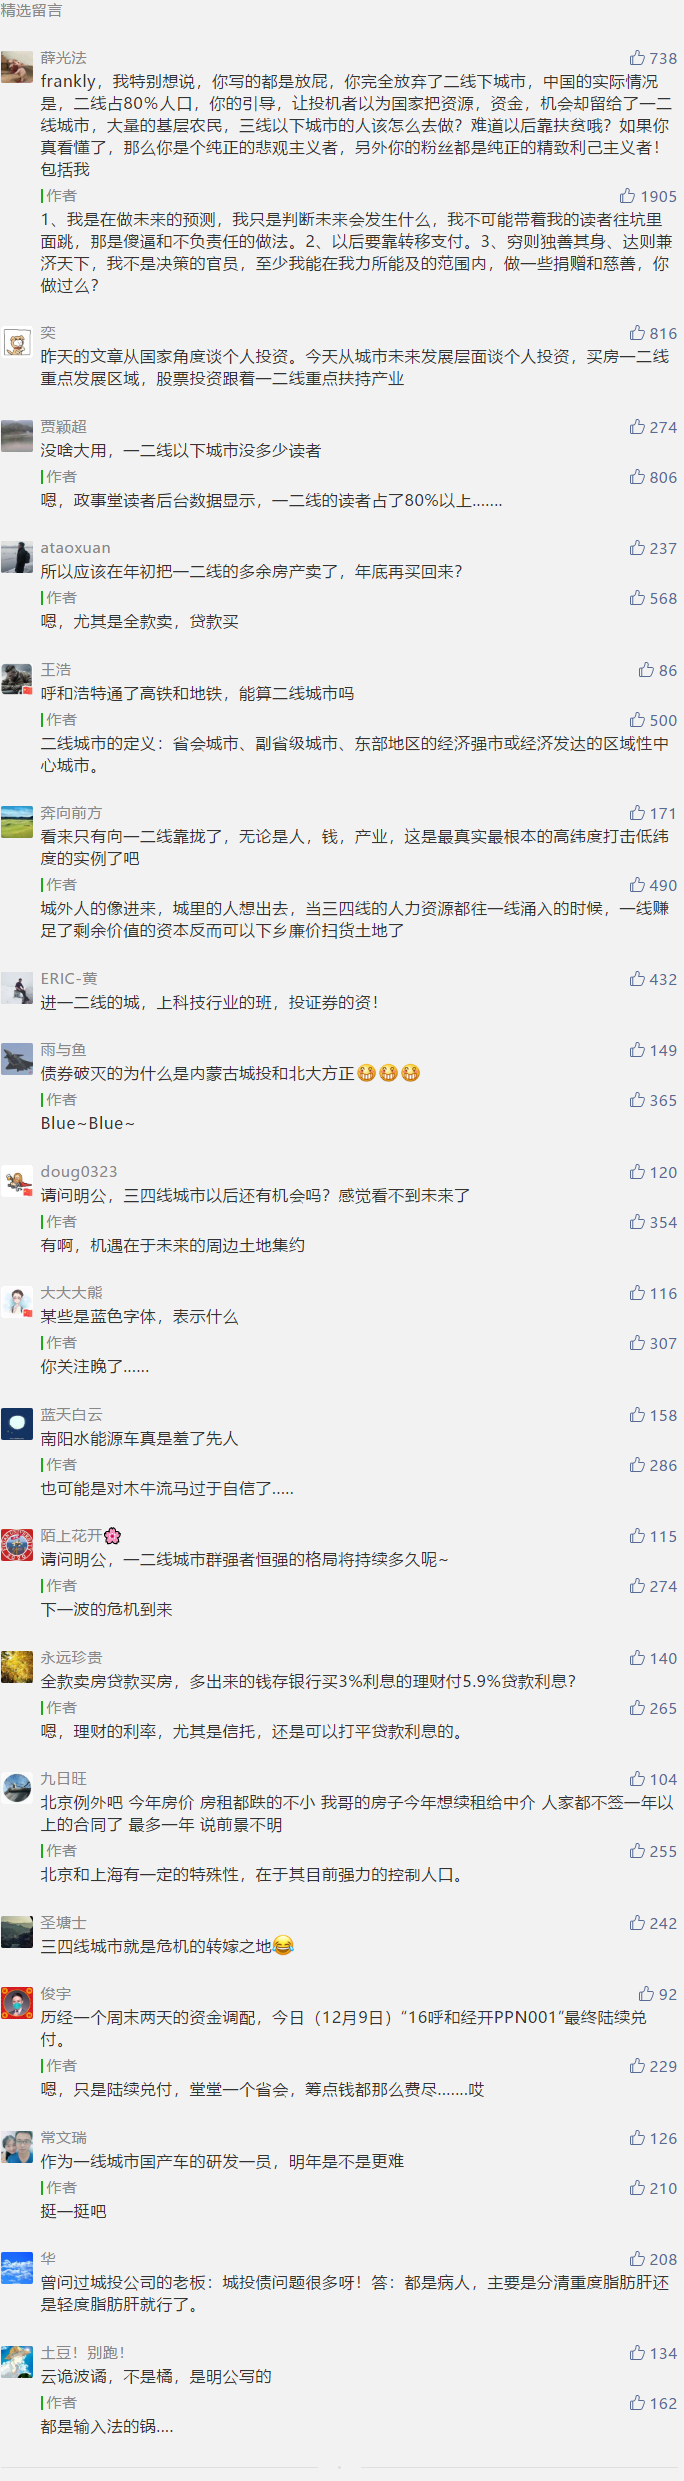 精选留言
薛光法
738
frankly，我特别想说，你写的都是放屁，你完全放弃了二线下城市，中国的实际情况
是，二线占80%人口，你的引导，让投机者以为国家把资源，资金，机会却留给了一二
线城市，大量的基层农民，三线以下城市的人该怎么去做？难道以后靠扶贫哦？如果你
真看懂了，那么你是个纯正的悲观主义者，另外你的粉丝都是纯正的精致利己主义者！
包括我
作者
1905
1、我是在做未来的预测，我只是判断未来会发生什么，我不可能带着我的读者往坑里
面跳，那是傻逼和不负责任的做法。2、以后要靠转移支付。3、穷则独善其身、达则兼
济天下，我不是决策的官员，至少我能在我力所能及的范围内，做一些捐赠和慈善，你
做过么？
奕
816
昨天的文章从国家角度谈个人投资。今天从城市未来发展层面谈个人投资，买房一二线
重点发展区域，股票投资跟着一二线重点扶持产业
贾颖超
274
没啥大用，一二线以下城市没多少读者
作者
806
嗯，政事堂读者后台数据显示，一二线的读者占了80%以上.......
ataoxuan
237
所以应该在年初把一二线的多余房产卖了，年底再买回来？
作者
568
嗯，尤其是全款卖，贷款买
王浩
86
呼和浩特通了高铁和地铁，能算二线城市吗
作者
500
二线城市的定义：省会城市、副省级城市、东部地区的经济强市或经济发达的区域性中
心城市。
奔向前方
171
看来只有向一二线靠拢了，无论是人，钱，产业，这是最真实最根本的高纬度打击低纬
度的实例了吧
作者
490
城外人的像进来，城里的人想出去，当三四线的人力资源都往一线涌入的时候，一线赚
足了剩余价值的资本反而可以下乡廉价扫货土地了
ERIC-黄
432
进一二线的城，上科技行业的班，投证券的资！
雨与鱼
149
债券破灭的为什么是内蒙古城投和北大方正😂😂😂
作者
365
Blue~Blue~
doug0323
120
请问明公，三四线城市以后还有机会吗？感觉看不到未来了
作者
354
有啊，机遇在于未来的周边土地集约
大大大熊
116
某些是蓝色字体，表示什么
作者
307
你关注晚了......
蓝天白云
158
南阳水能源车真是羞了先人
作者
286
也可能是对木牛流马过于自信了.....
陌上花开🌸
115
请问明公，一二线城市群强者恒强的格局将持续多久呢~
作者
274
下一波的危机到来
永远珍贵
140
全款卖房贷款买房，多出来的钱存银行买3%利息的理财付5.9%贷款利息？
作者
265
嗯，理财的利率，尤其是信托，还是可以打平贷款利息的。
九日旺
104
北京例外吧 今年房价 房租都跌的不小 我哥的房子今年想续租给中介 人家都不签一年以
上的合同了 最多一年 说前景不明
作者
255
北京和上海有一定的特殊性，在于其目前强力的控制人口。
圣塘士
242
三四线城市就是危机的转嫁之地😂
俊宇
92
历经一个周末两天的资金调配，今日（12月9日）“16呼和经开PPN001”最终陆续兑
付。
作者
229
嗯，只是陆续兑付，堂堂一个省会，筹点钱都那么费尽.......哎
常文瑞
126
作为一线城市国产车的研发一员，明年是不是更难
作者
210
挺一挺吧
华
208
曾问过城投公司的老板：城投债问题很多呀！答：都是病人，主要是分清重度脂肪肝还
是轻度脂肪肝就行了。
土豆！别跑！
134
云诡波谲，不是橘，是明公写的
作者
162
都是输入法的锅....